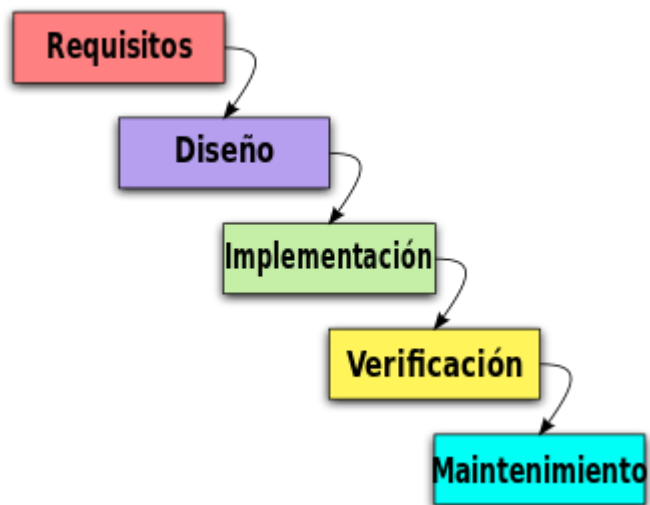 Requisitos
Diseño
Implementación
Verificación
Maintenimiento